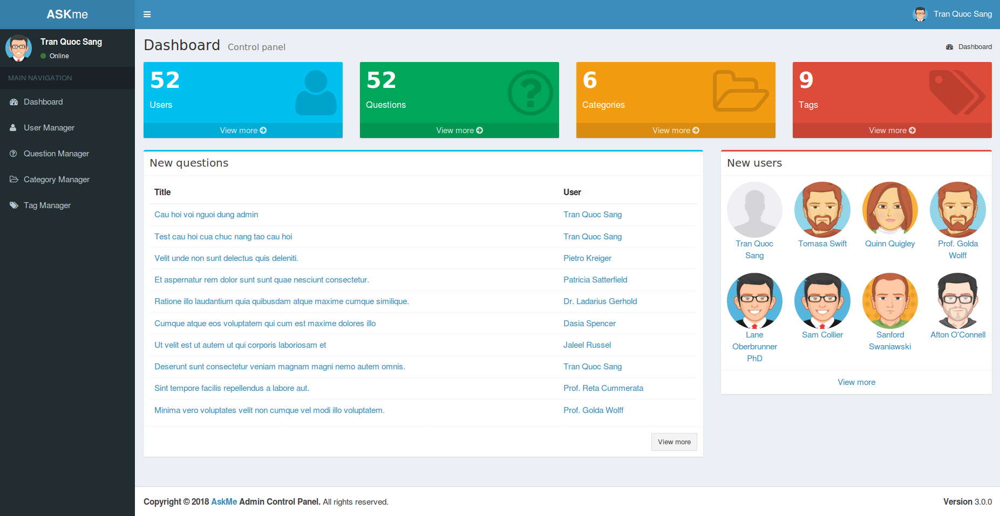 ASKme
Tran Quoc Sang
Tran Quoc Sang
Online
MAIN NAVIGATION
Dashboard
User Manager
Question Manager
Category Manager
Tag Manager
Dashboard Control panel
Dashboard
52
Users
View more
52
Questions
View more
6
Categories
View more
9
Tags
View more
New questions
Title User
Cau hoi voi nguoi dung admin Tran Quoc Sang
Test cau hoi cua chuc nang tao cau hoi Tran Quoc Sang
Velit unde non sunt delectus quis deleniti. Pietro Kreiger
Et aspernatur rem dolor sunt sunt quae nesciunt consectetur. Patricia Satterfield
Ratione illo laudantium quia quibusdam atque maxime cumque similique. Dr. Ladarius Gerhold
Cumque atque eos voluptatem qui cum est maxime dolores illo Dasia Spencer
Ut velit est ut autem ut qui corporis laboriosam et Jaleel Russel
Deserunt sunt consectetur veniam magnam magni nemo autem omnis. Tran Quoc Sang
Sint tempore facilis repellendus a labore aut. Prof. Reta Cummerata
Minima vero voluptates velit non cumque vel modi illo voluptatem. Prof. Golda Wolff
View more
New users
Tran Quoc
Sang
Tomasa Swift
Quinn Quigley
Prof. Golda
Wolff
Lane
Oberbrunner
PhD
Sam Collier
Sanford
Swaniawski
Afton O'Connell
View more
Copyright © 2018 AskMe Admin Control Panel. All rights reserved.
Version 3.0.0